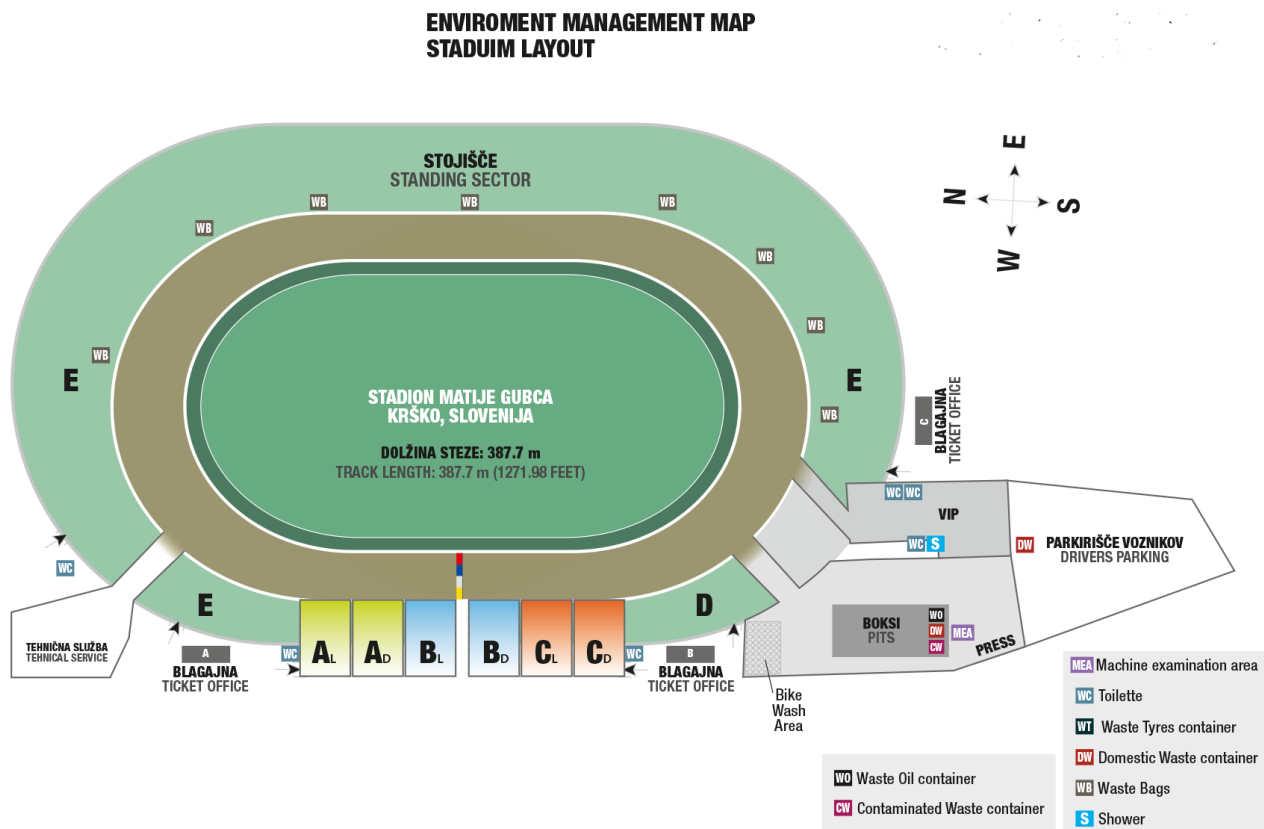 ENVIROMENT MANAGEMENT MAP
STADUIM LAYOUT
E
N
S
W
STOJIŠČE
STANDING SECTOR
WB
WB
WB
WB
WB
WB
WB
WB
WB
E
E
STADION MATIJE GUBCA
KRŠKO, SLOVENIJA
DOLŽINA STEZE: 387.7 m
TRACK LENGTH: 387.7 m (1271.98 FEET)
C
BLAGAJNA
TICKET OFFICE
WC WC
VIP
WC S
DW
PARKIRIŠČE VOZNIKOV
DRIVERS PARKING
WC
E
D
TEHNIČNA SLUŽBA
TEHNICAL SERVICE
A
BLAGAJNA
TICKET OFFICE
WC
AL
AD
BL
BD
CL
CD
WC
B
BLAGAJNA
TICKET OFFICE
BOKSI
PITS
WO
DW
CW
MEA
PRESS
Bike
Wash
Area
WO Waste Oil container
CW Contaminated Waste container
MEA Machine examination area
WC Toilette
WT Waste Tyres container
DW Domestic Waste container
WB Waste Bags
S Shower